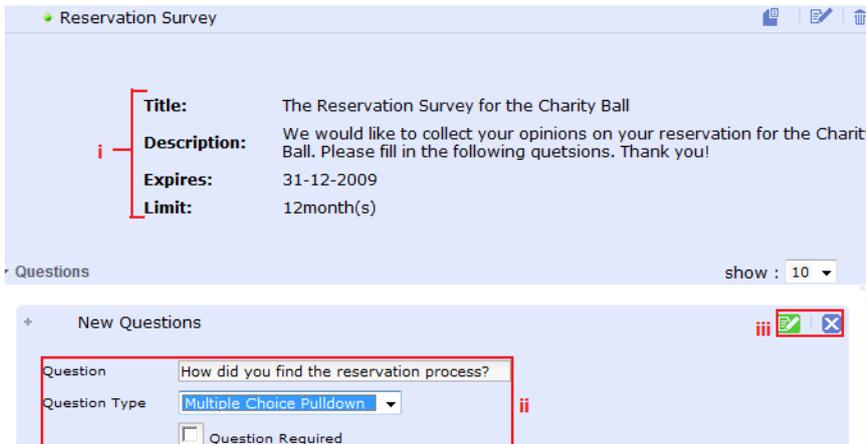 Reservation Survey
Title: The Reservation Survey for the Charity Ball
i
Description: We would like to collect your opinions on your reservation for the Charit
Ball. Please fill in the following quetsions. Thank you!
Expires: 31-12-2009
Limit: 12month(s)
Questions show : 10
New Questions iii
Question How did you find the reservation process?
Question Type Multiple Choice Pulldown ii
Question Required